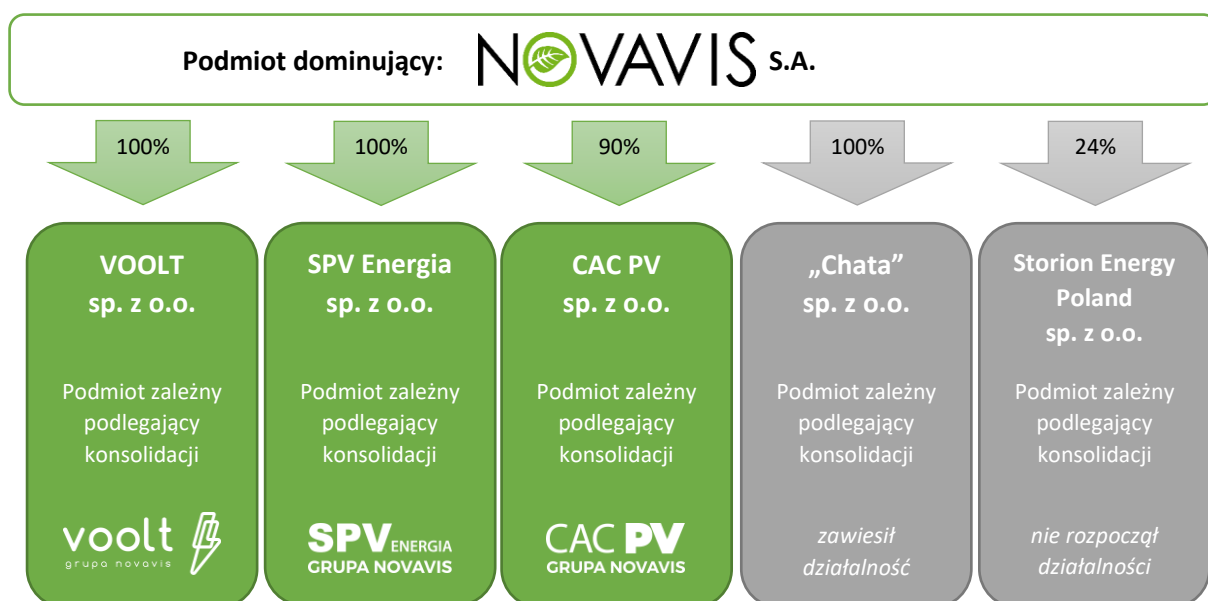 Podmiot dominujący: NOVAVIS S.A.
100%
100%
90%
100%
24%
VOOLT
sp. z o.o.
Podmiot zależny
podlegający
konsolidacji
voolt
grupa novavis
SPV Energia
sp. z o.o.
Podmiot zależny
podlegający
konsolidacji
SPV ENERGIA
GRUPA NOVAVIS
CAC PV
sp. z o.o.
Podmiot zależny
podlegający
konsolidacji
CAC PV
GRUPA NOVAVIS
„Chata”
sp. z o.o.
Podmiot zależny
podlegający
konsolidacji
zawiesił
działalność
Storion Energy
Poland
sp. z o.o.
Podmiot zależny
podlegający
konsolidacji
nie rozpoczął
działalności